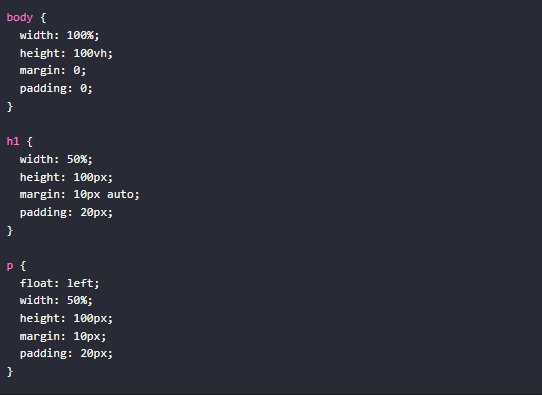 body {
  width: 100%;
  height: 100vh;
  margin: 0;
  padding: 0;
}

h1 {
  width: 50%;
  height: 100px;
  margin: 10px auto;
  padding: 20px;
}

p {
  float: left;
  width: 50%;
  height: 100px;
  margin: 10px;
  padding: 20px;
}